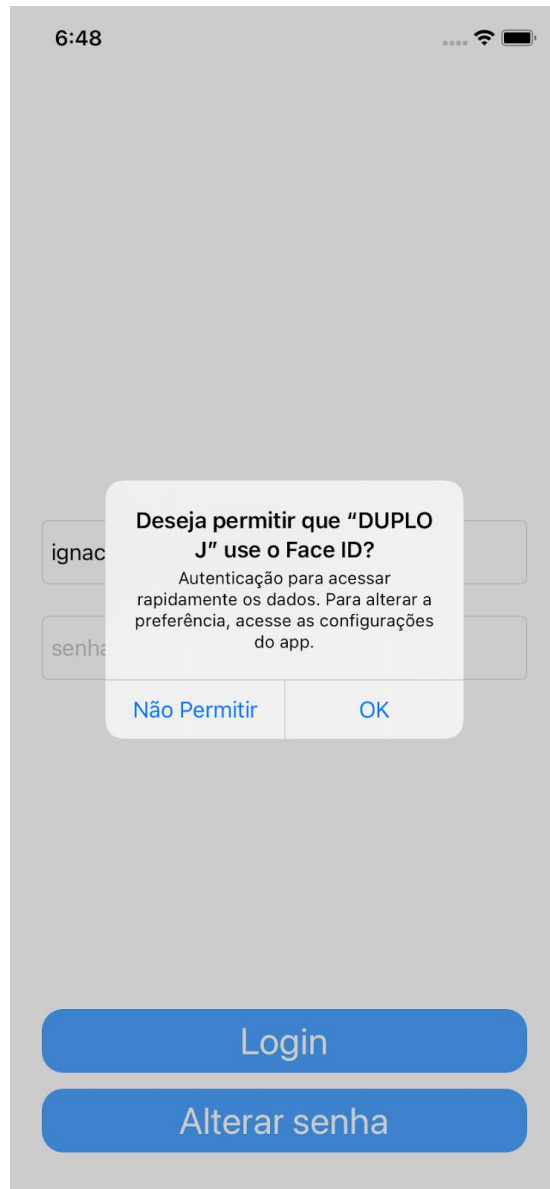 6:48
Deseja permitir que “DUPLO
J” use o Face ID?
Autenticação para acessar
rapidamente os dados. Para alterar a
preferência, acesse as configurações
do app.
ignac
senha
Não Permitir
OK
Login
Alterar senha